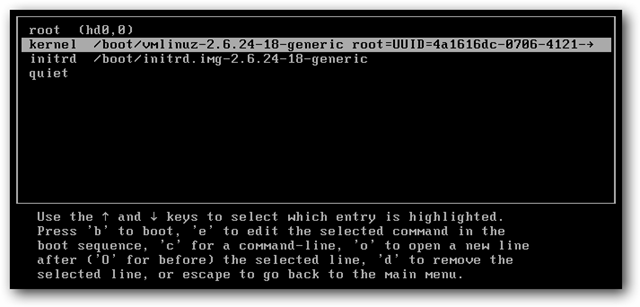 root  (hd0,0)
kernel  /boot/vmlinuz-2.6.24-18-generic root=UUID=4a1616dc-0706-4121-→
initrd  /boot/initrd.img-2.6.24-18-generic
quiet
Use the ↑ and ↓ keys to select which entry is highlighted.
Press 'b' to boot, 'e' to edit the selected command in the
boot sequence, 'c' for a command-line, 'o' to open a new line
after ('O' for before) the selected line, 'd' to remove the
selected line, or escape to go back to the main menu.